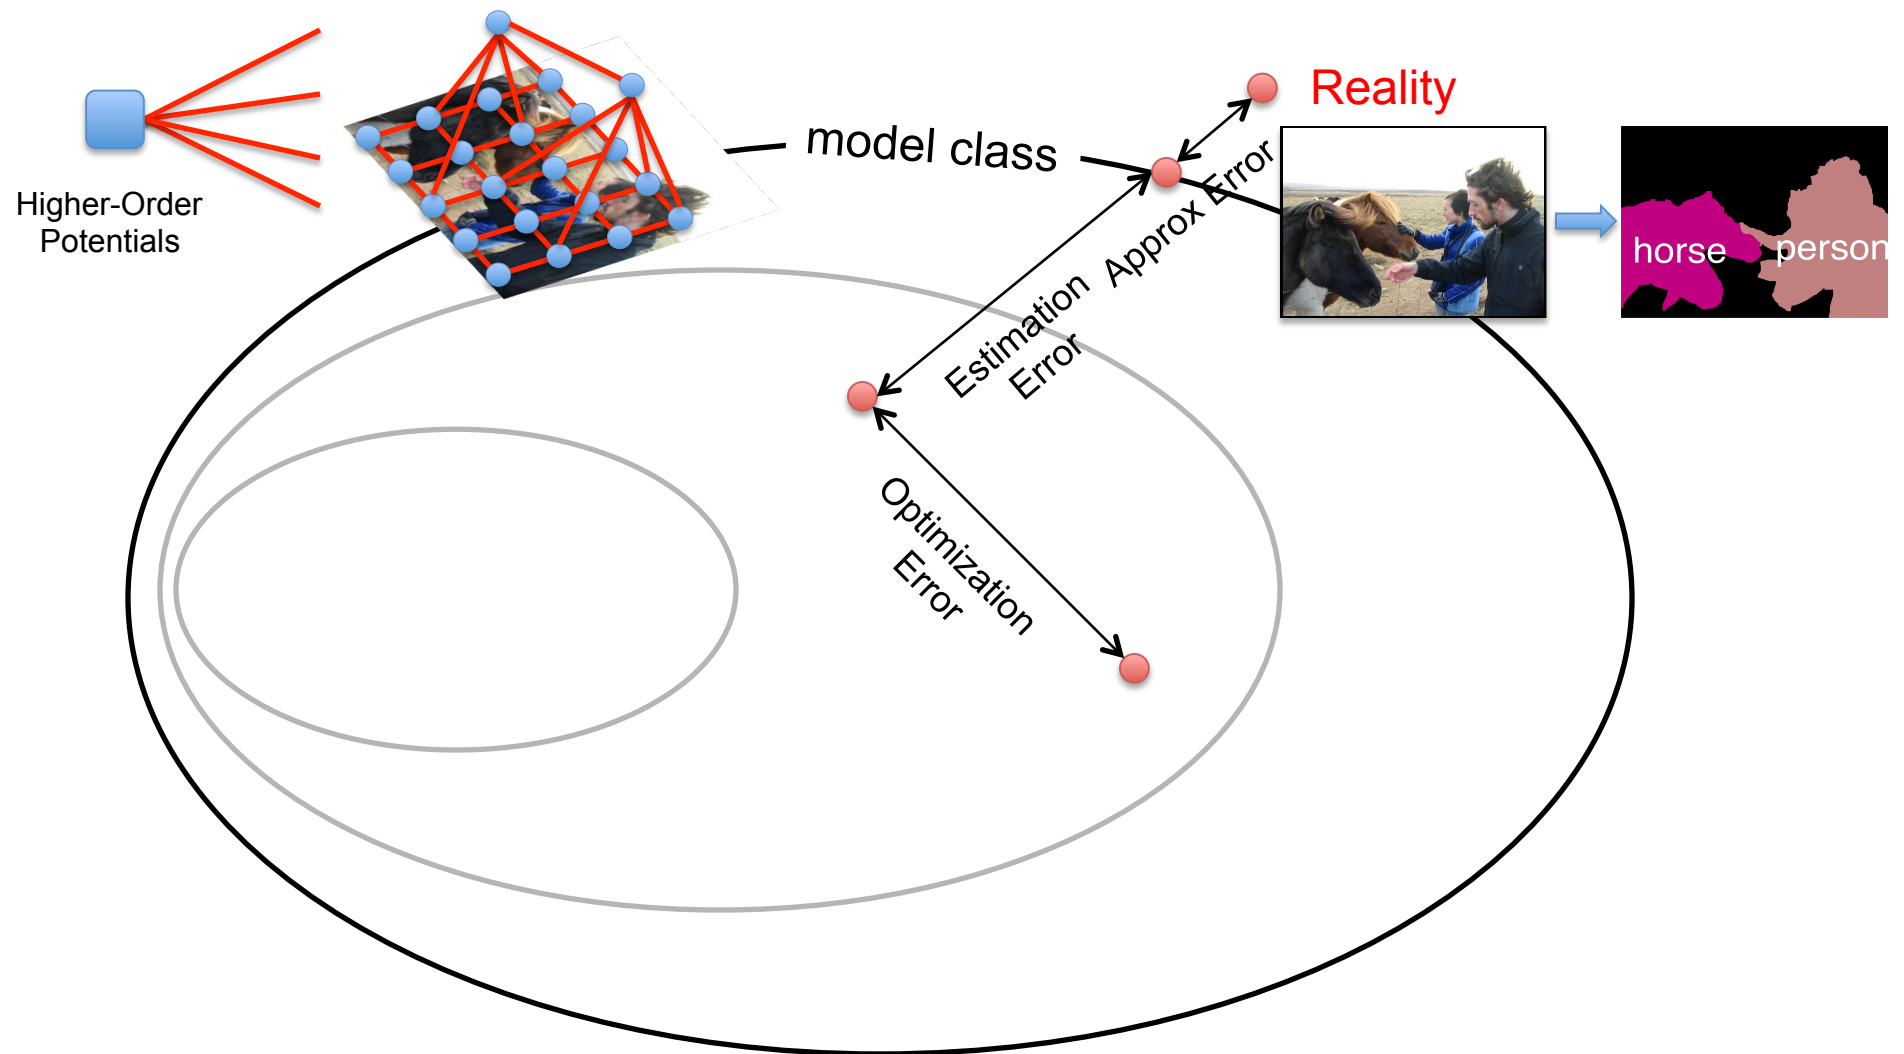 Reality
model class
Higher-Order
Potentials
Approx Error
Estimation
Error
horse
person
Optimization
Error